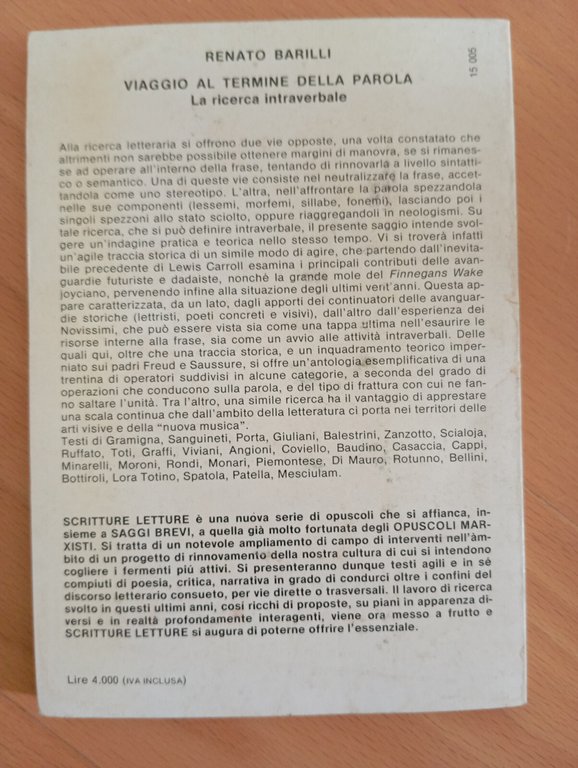 RENATO BARILLI
15.005
VIAGGIO AL TERMINE DELLA PAROLA
La ricerca intraverbale
Alla ricerca letteraria si offrono due vie opposte, una volta constatato che
altrimenti non sarebbe possibile ottenere margini di manovra, se si rimanes-
se ad operare all'interno della frase, tentando di rinnovarla a livello sintatti-
co o semantico. Una di queste vie consiste nel neutralizzare la frase, accet-
tandola come uno stereotipo. L'altra, nell'affrontare la parola spezzandola
nelle sue componenti (lessemi, morfemi, sillabe, fonemi), lasciando poi i
singoli spezzoni allo stato sciolto, oppure riaggregandoli in neologismi. Su
tale ricerca, che si può definire intraverbale, il presente saggio intende svol-
gere un'indagine pratica e teorica nello stesso tempo. Vi si troverà infatti
un'agile traccia storica di un simile modo di agire, che partendo dall'inevita-
bile precedente di Lewis Carroll esamina i principali contributi delle avan-
guardie futuriste e dadaiste, nonchè la grande mole del Finnegans Wake
joyciano, pervenendo infine alla situazione degli ultimi vent'anni. Questa ap-
pare caratterizzata, da un lato, dagli apporti dei continuatori delle avanguar-
die storiche (lettristi, poeti concreti e visivi), dall'altro dall'esperienza dei
Novissimi, che può essere vista sia come una tappa ultima nell'esaurire le
risorse interne alla frase, sia come un avvio alle attività intraverbali. Delle
quali qui, oltre che una traccia storica, e un inquadramento teorico imper-
niato sui padri Freud e Saussure, si offre un'antologia esemplificativa di una
trentina di operatori suddivisi in alcune categorie, a seconda del grado di
operazioni che conducono sulla parola, e del tipo di frattura con cui ne fan-
no saltare l'unità. Tra l'altro, una simile ricerca ha il vantaggio di apprestare
una scala continua che dall'ambito della letteratura ci porta nei territori delle
arti visive e della "nuova musica".
Testi di Gramigna, Sanguineti, Porta, Giuliani, Balestrini, Zanzotto, Scialoja,
Ruffato, Toti, Graffi, Viviani, Angioni, Coviello, Baudino, Casaccia, Cappi,
Minarelli, Moroni, Rondi, Monari, Piemontese, Di Mauro, Rotunno, Bellini,
Bottiroli, Lora Totino, Spatola, Patella, Mesciulam.
SCRITTURE LETTURE è una nuova serie di opuscoli che si affianca, in-
sieme a SAGGI BREVI, a quella già molto fortunata degli OPUSCOLI MAR-
XISTI. Si tratta di un notevole ampliamento di campo di interventi nell'àm-
bito di un progetto di rinnovamento della nostra cultura di cui si intendono
cogliere i fermenti piú attivi. Si presenteranno dunque testi agili e in sé
compiuti di poesia, critica, narrativa in grado di condurci oltre i confini del
discorso letterario consueto, per vie dirette o trasversali. Il lavoro di ricerca
svolto in questi ultimi anni, cosí ricchi di proposte, su piani in apparenza di-
versi e in realtà profondamente interagenti, viene ora messo a frutto e
SCRITTURE LETTURE si augura di poterne offrire l'essenziale.
Lire 4.000 (IVA INCLUSA)